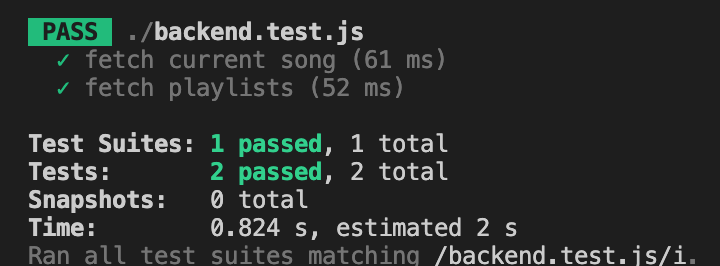 PASS ./backend.test.js
✓ fetch current song (61 ms)
✓ fetch playlists (52 ms)
Test Suites: 1 passed, 1 total
Tests: 2 passed, 2 total
Snapshots: 0 total
Time: 0.824 s, estimated 2 s
Ran all test suites matching /backend.test.js/i.